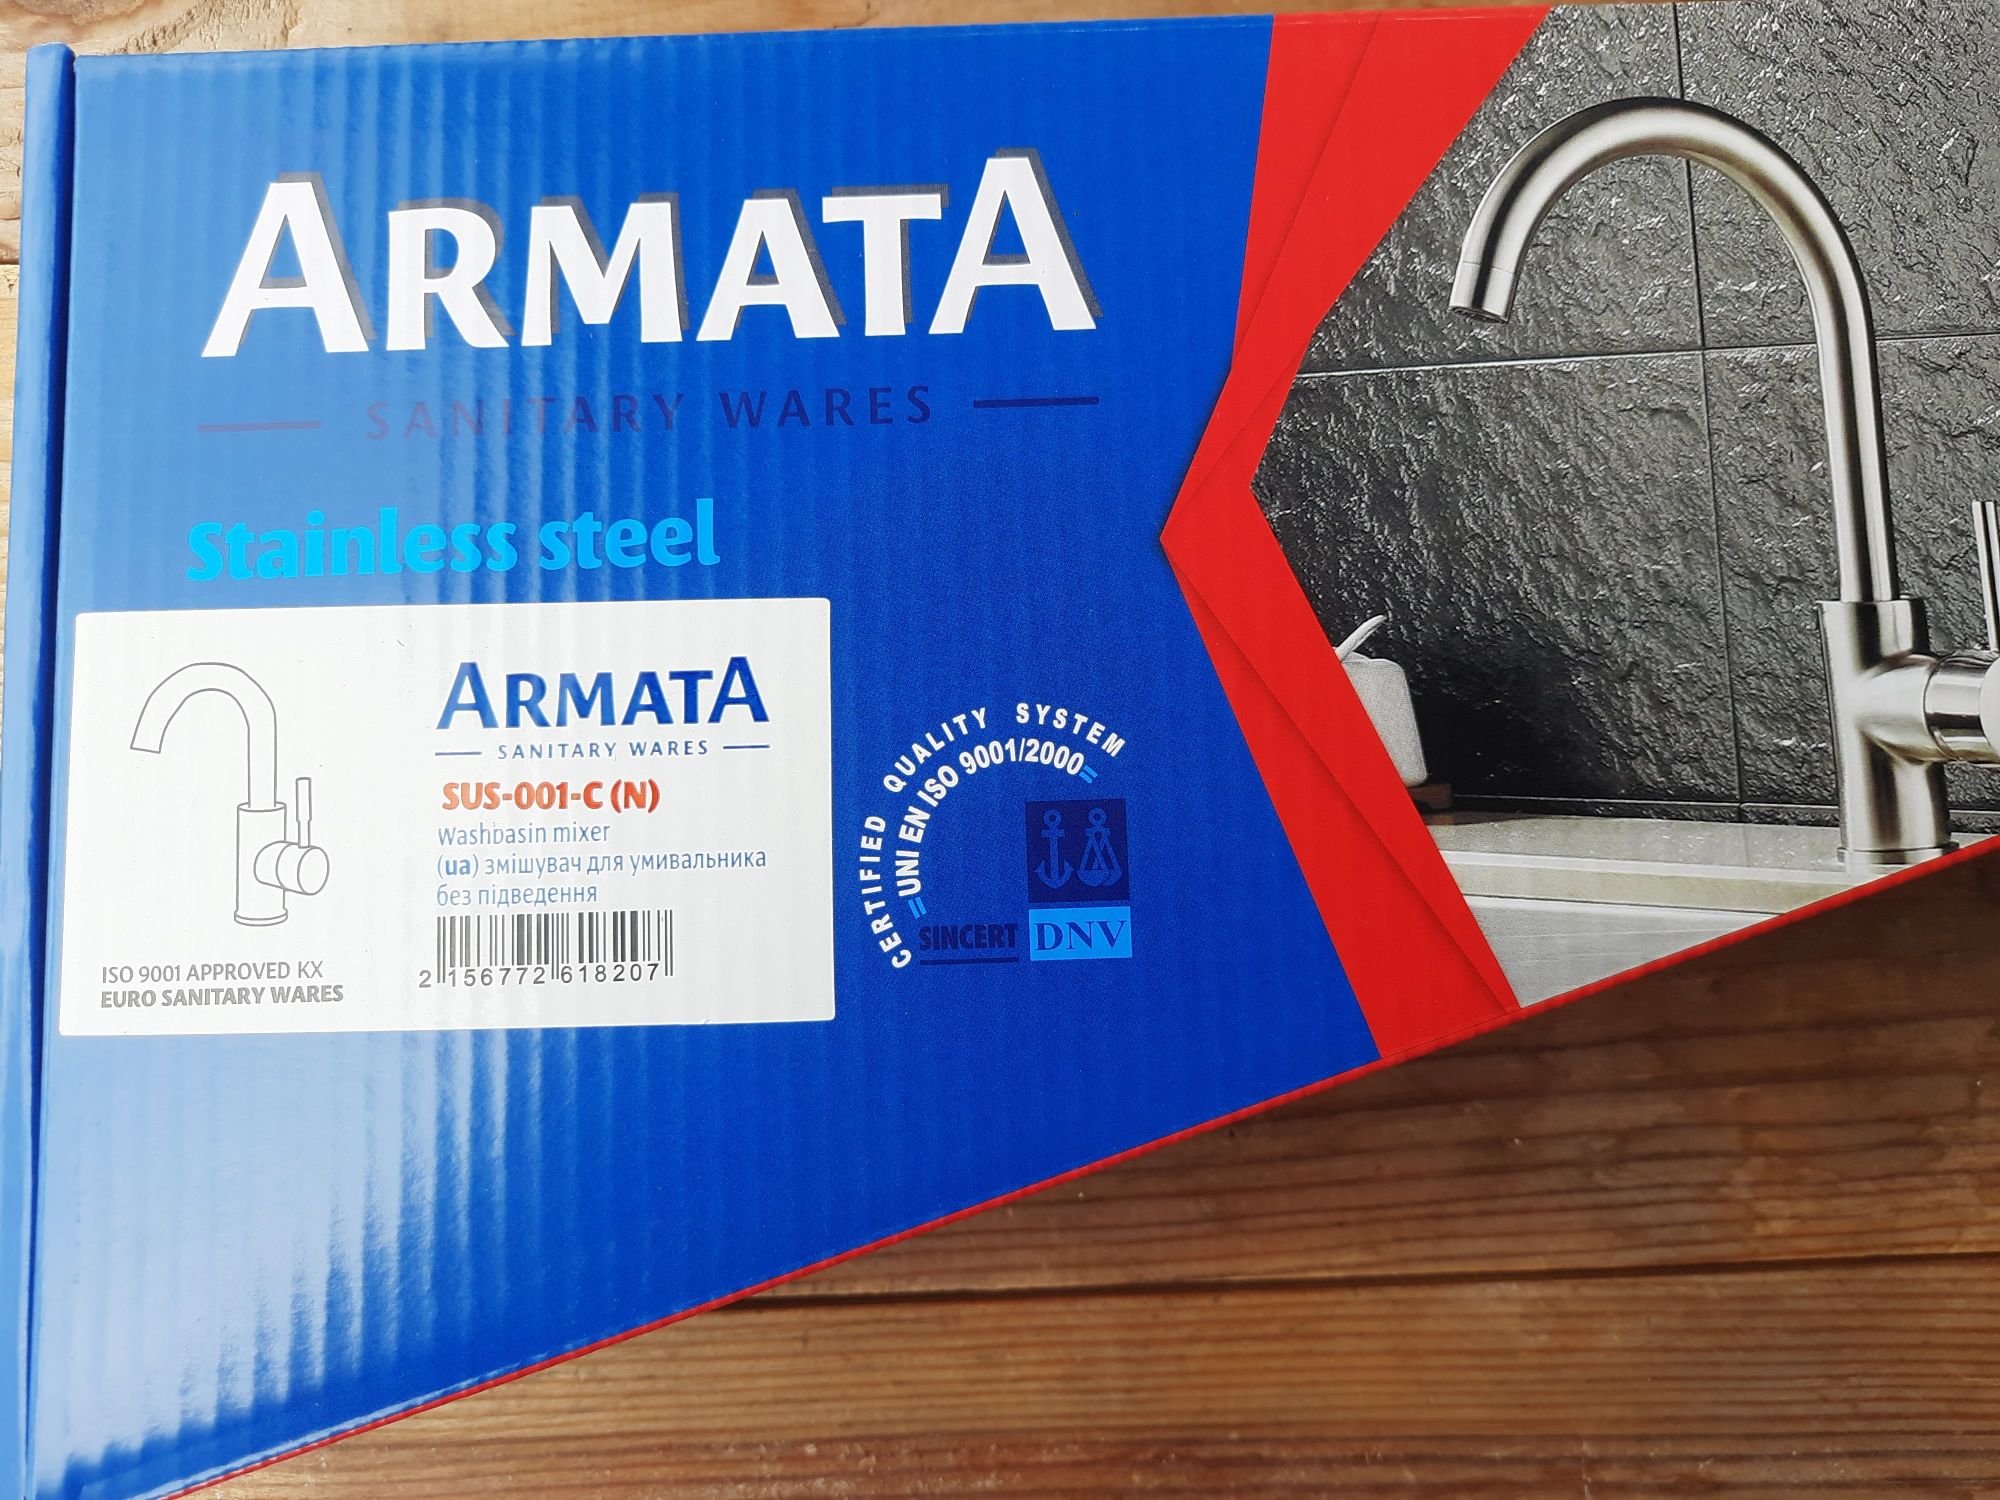 ARMATA
SANITARY WARES
Stainless steel
ARMATA
SANITARY WARES
SUS-001-C (N)
Washbasin mixer
(ua) змішувач для умивальника
без підведення
2 156772 618207
ISO 9001 APPROVED KX
EURO SANITARY WARES
CERTIFIED QUALITY SYSTEM
=UNI EN ISO 9001/2000=
SINCERT
DNV